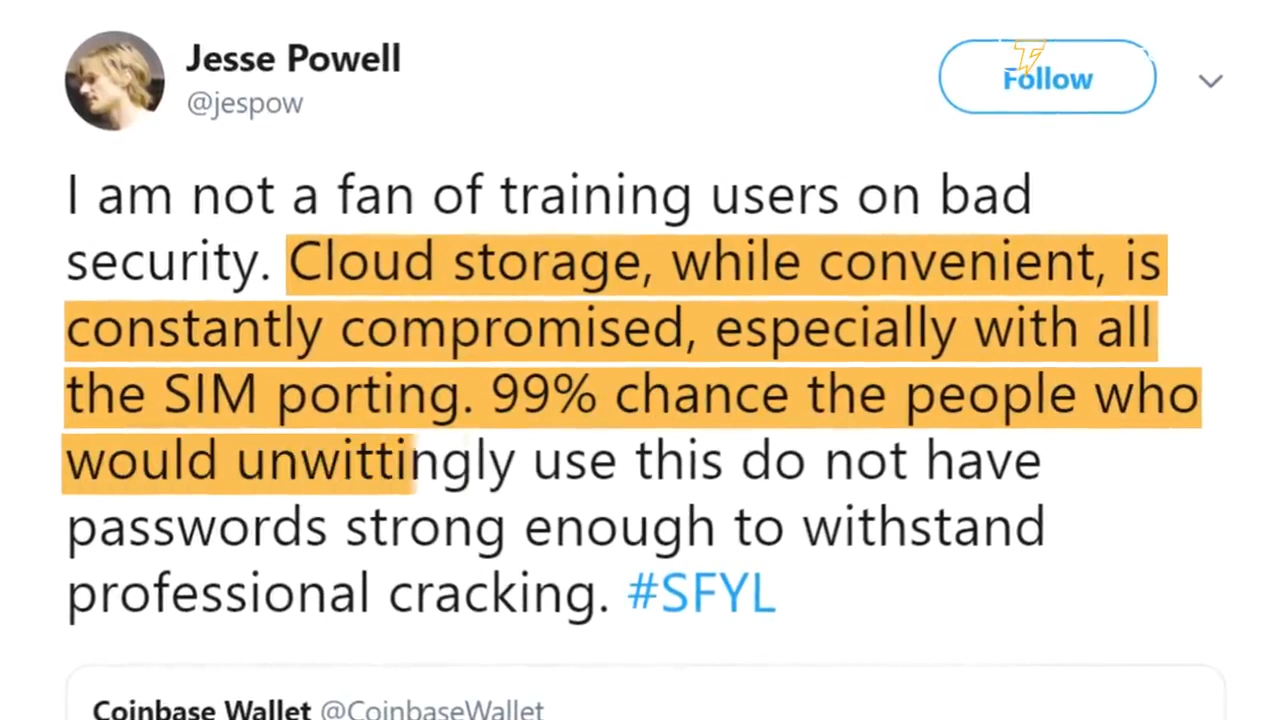 Jesse Powell
@jespow
Follow
I am not a fan of training users on bad
security. Cloud storage, while convenient, is
constantly compromised, especially with all
the SIM porting. 99% chance the people who
would unwittingly use this do not have
passwords strong enough to withstand
professional cracking. #SFYL
Coinbase Wallet @CoinbaseWallet